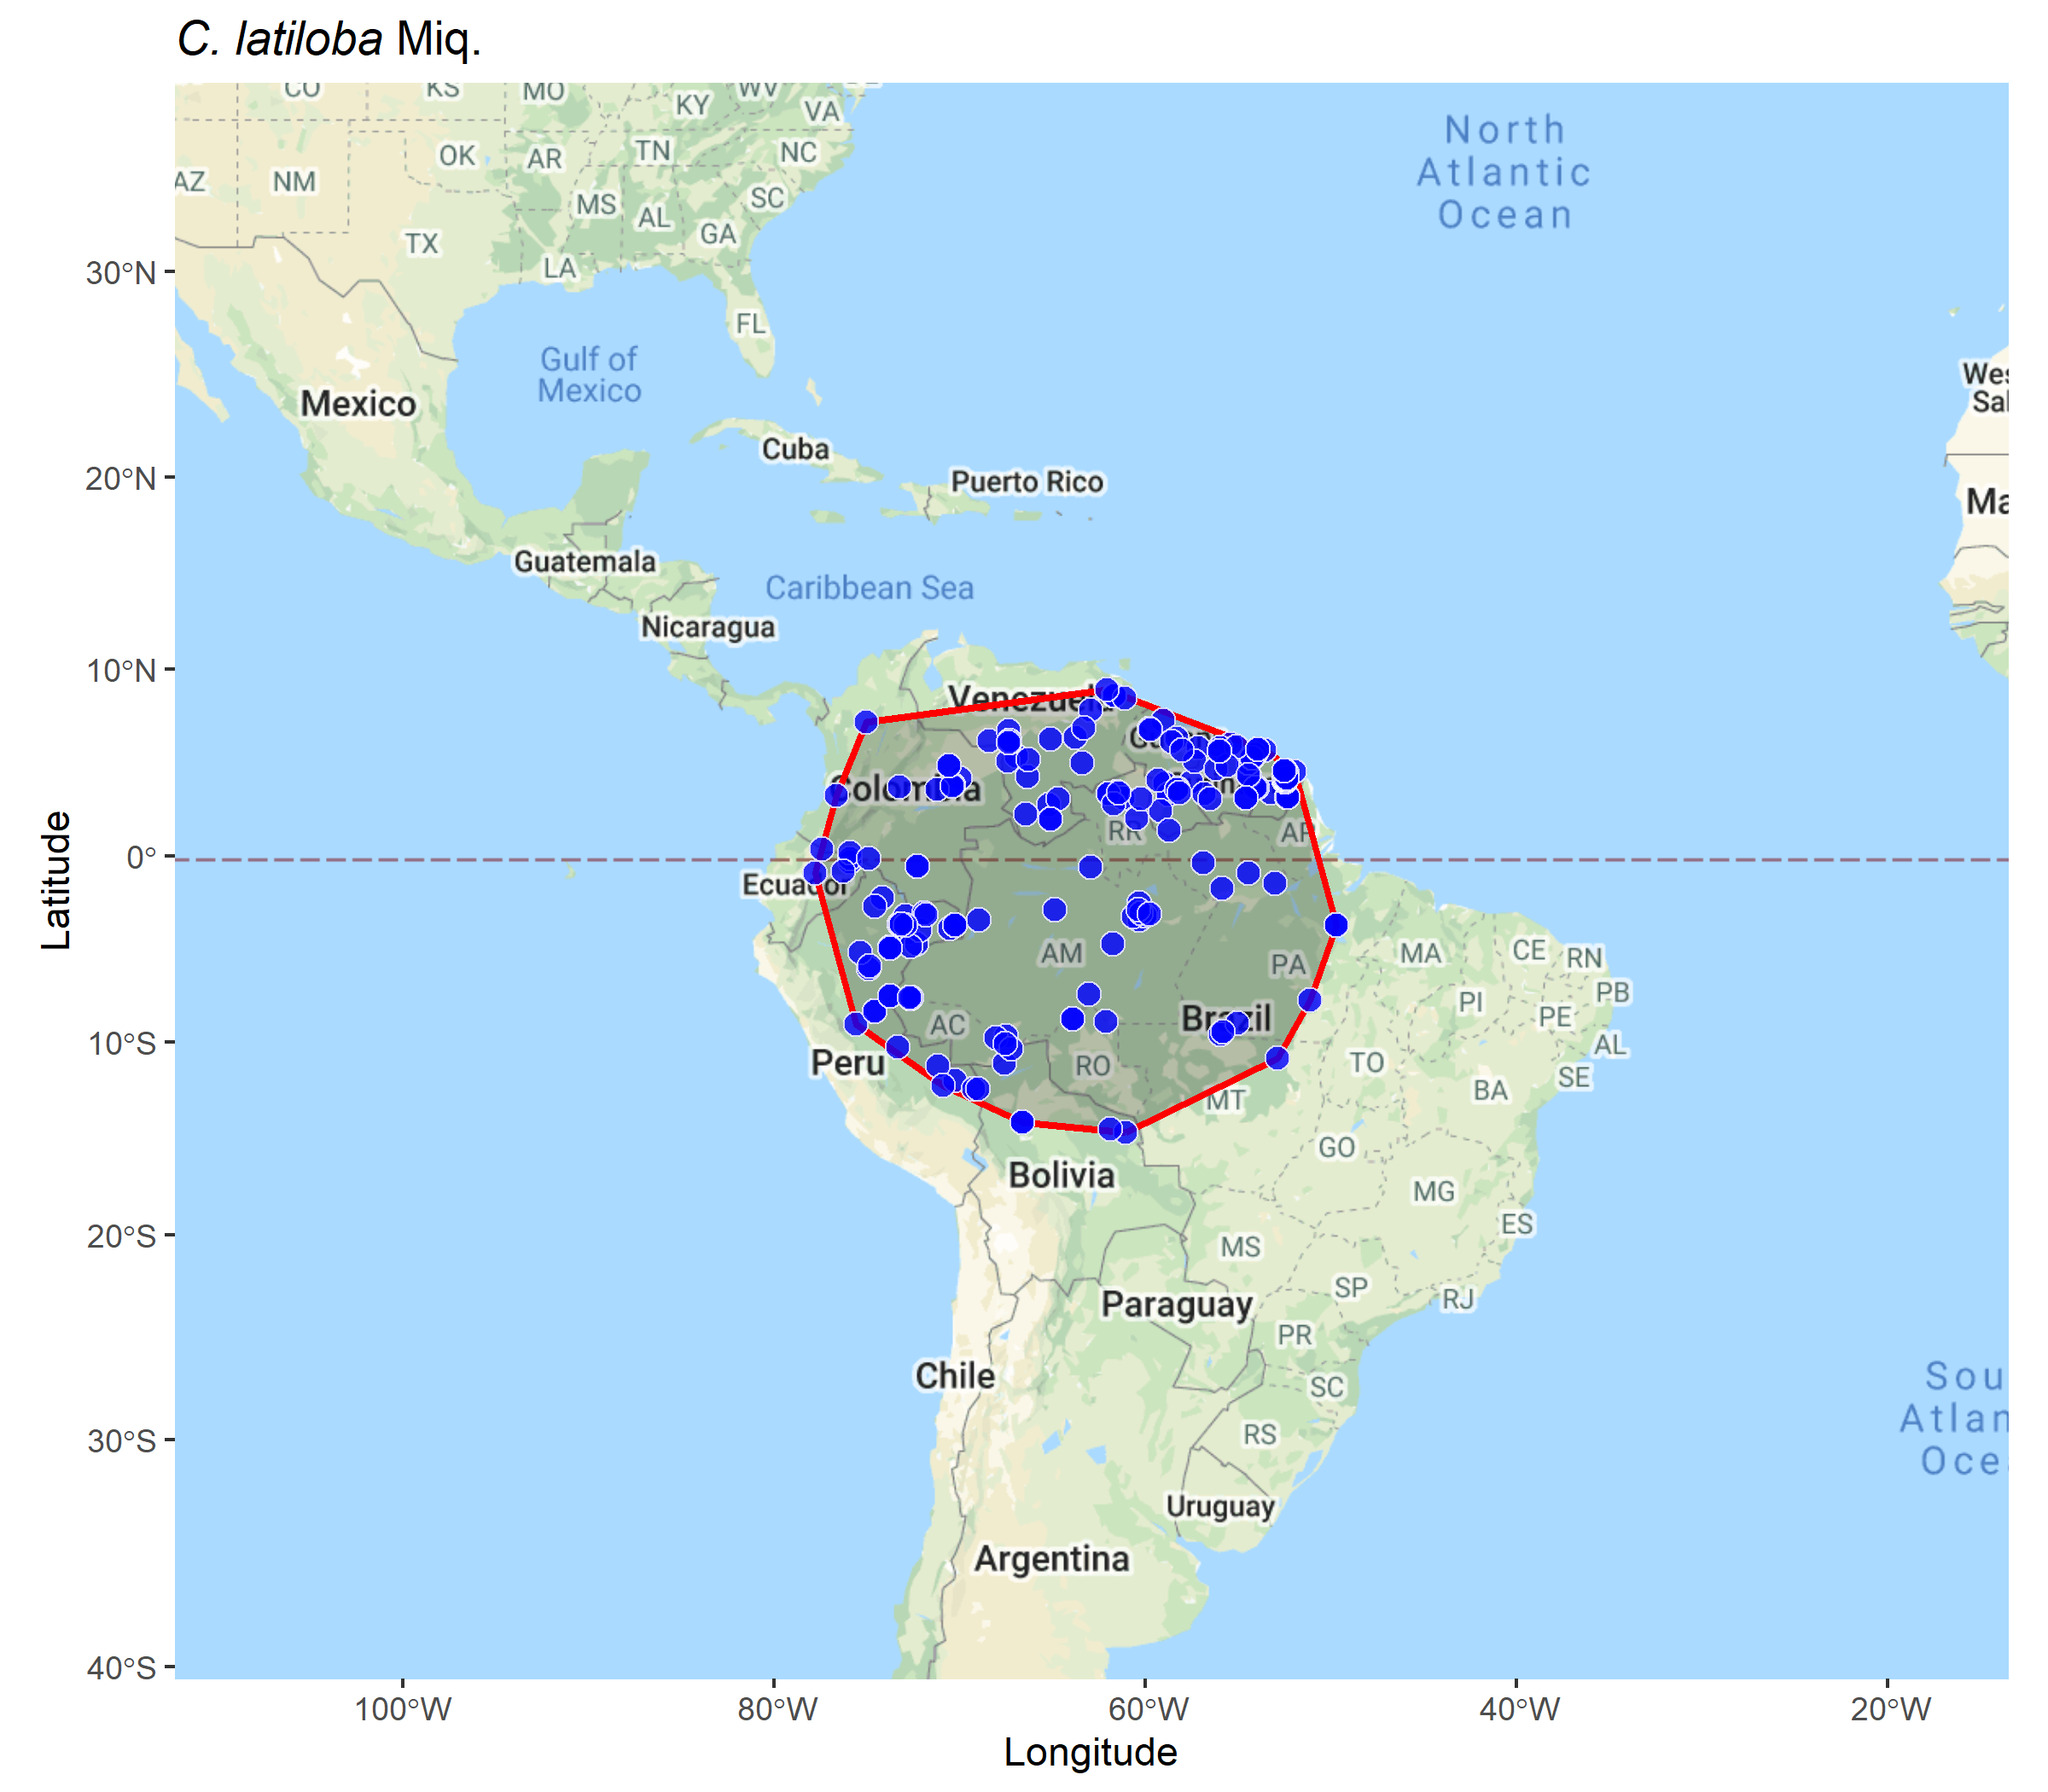 C. latiloba Miq.
CO
KS
MO
KY
WV
VA
OK
AR
TN
NC
AZ
NM
MS
AL
SC
GA
TX
LA
FL
North
Atlantic
Ocean
Gulf of
Mexico
Mexico
Cuba
Puerto Rico
Guatemala
Caribbean Sea
Nicaragua
Wes
Sal
Ma
Venezuela
Colombia
RR
AP
Ecuador
AM
PA
MA
CE
RN
PB
PI
PE
AL
AC
Brazil
Peru
RO
TO
SE
BA
MT
GO
Bolivia
MG
ES
MS
SP
RJ
Paraguay
PR
Chile
SC
RS
Uruguay
Argentina
Sou
Atlan
Oce
30°N
20°N
10°N
0°
10°S
20°S
30°S
40°S
Latitude
100°W
80°W
60°W
40°W
20°W
Longitude